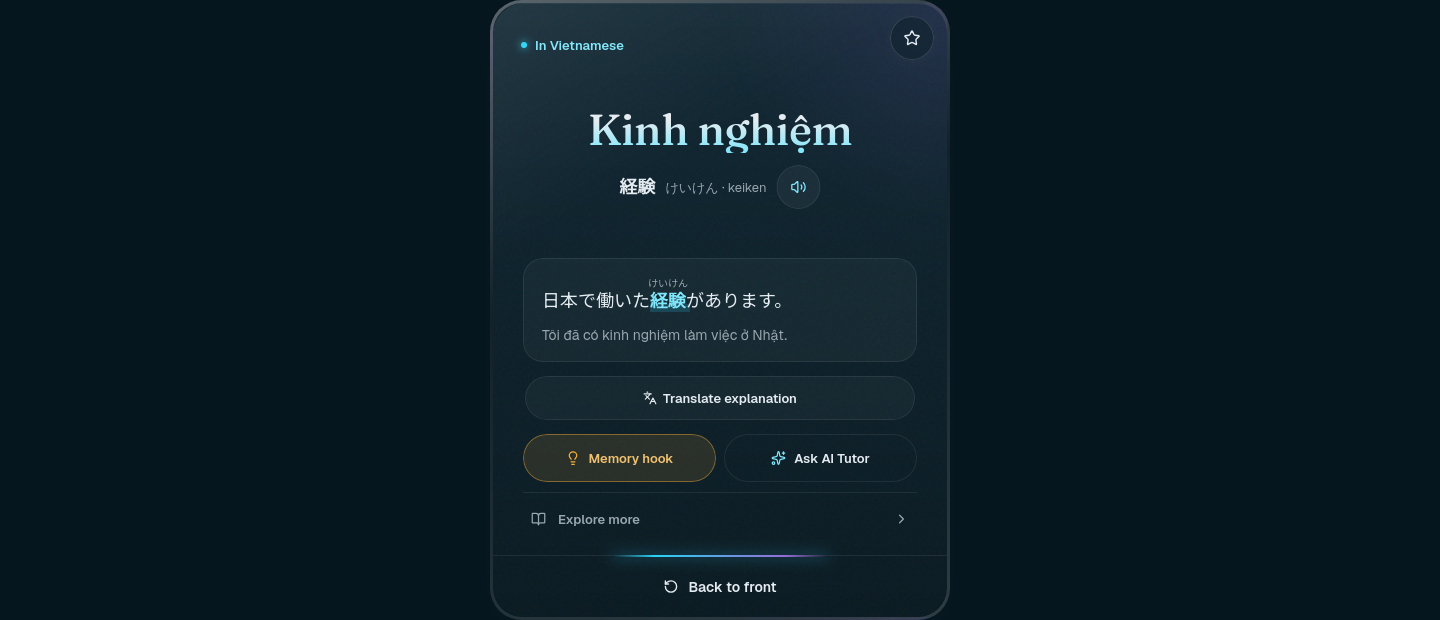 In Vietnamese
Kinh nghiệm
経験 けいけん · keiken
けいけん
日本で働いた経験があります。
Tôi đã có kinh nghiệm làm việc ở Nhật.
Translate explanation
Memory hook
Ask AI Tutor
Explore more
Back to front